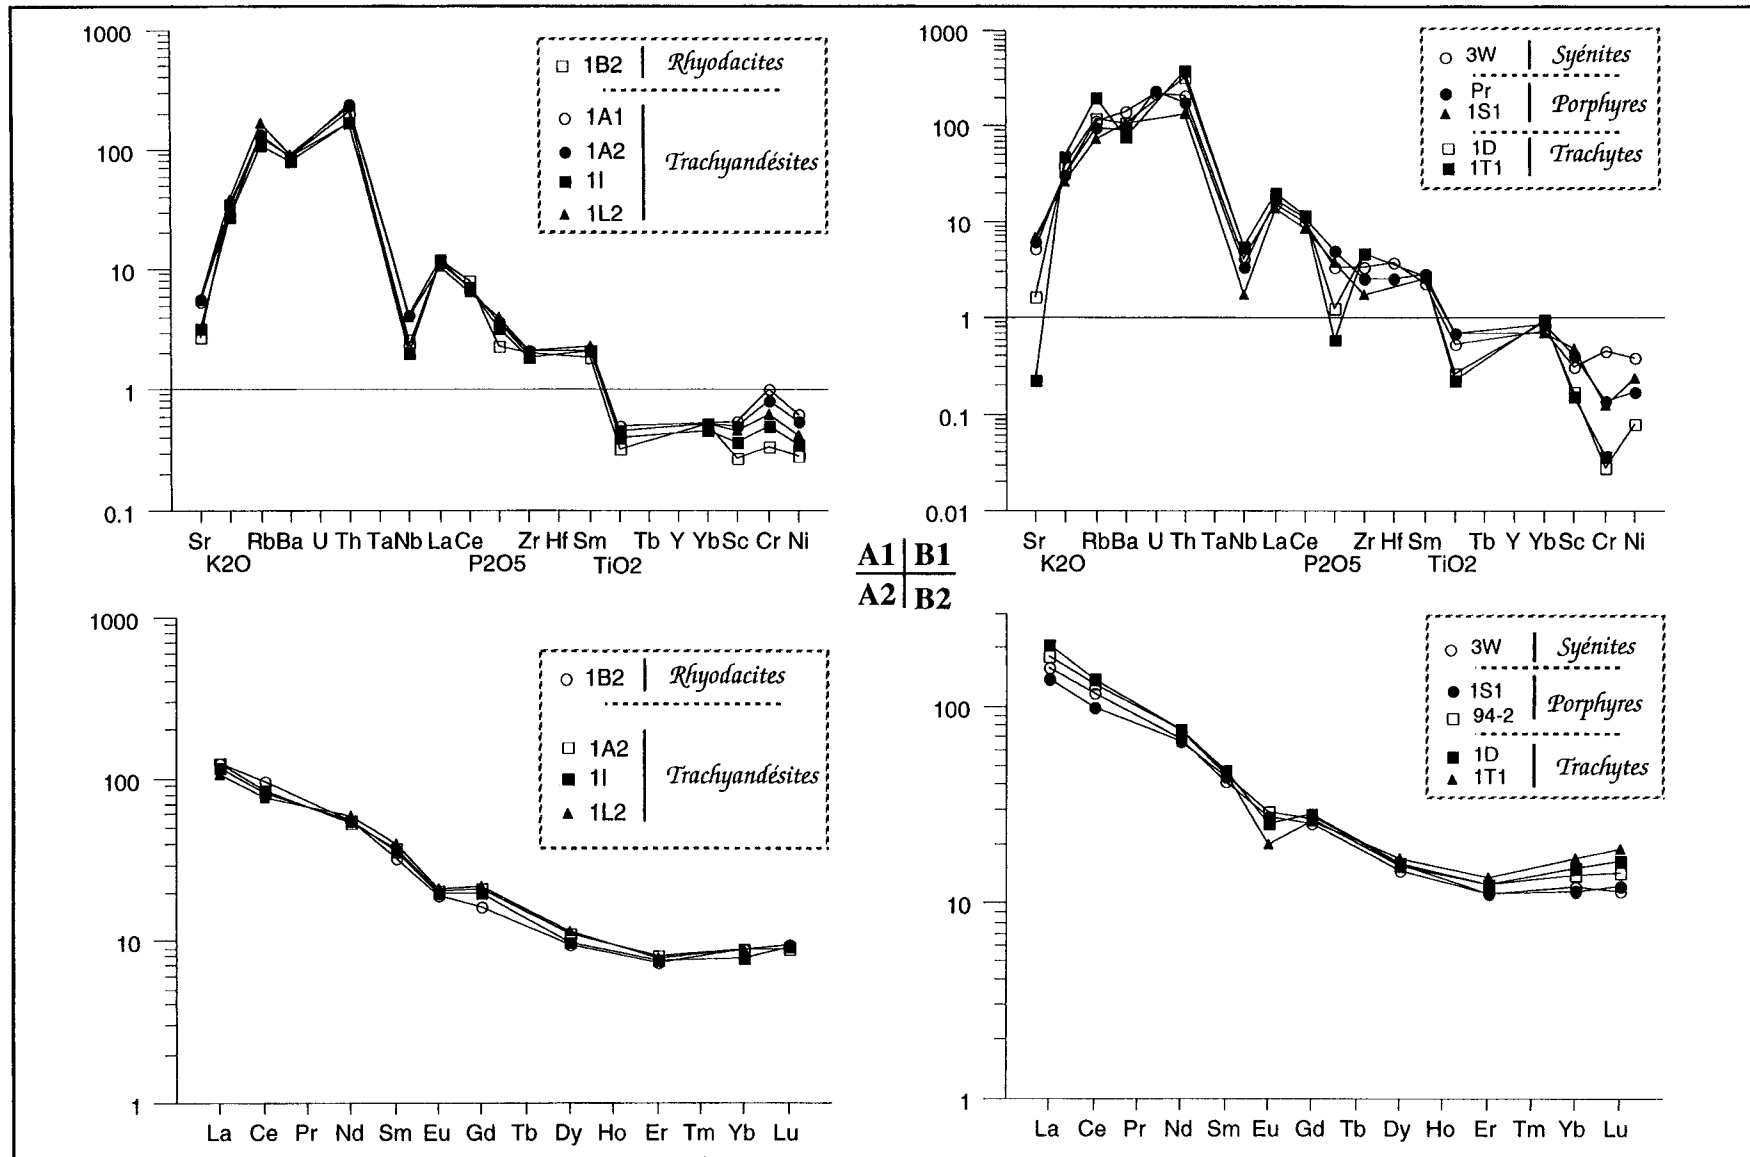 1000
100
10
1
0.1
Sr K2O Rb Ba U Th Ta Nb La Ce P2O5 Zr Hf Sm TiO2 Tb Y Yb Sc Cr Ni
1B2 Rhyodacites
1A1
1A2
1I
1L2
Trachyandésites
1000
100
10
1
0.1
0.01
Sr K2O Rb Ba U Th Ta Nb La Ce P2O5 Zr Hf Sm TiO2 Tb Y Yb Sc Cr Ni
3W Syénites
Pr
1S1
Porphyres
1D
1T1
Trachytes
A1 B1
A2 B2
1000
100
10
1
La Ce Pr Nd Sm Eu Gd Tb Dy Ho Er Tm Yb Lu
1B2 Rhyodacites
1A2
1I
1L2
Trachyandésites
100
10
1
La Ce Pr Nd Sm Eu Gd Tb Dy Ho Er Tm Yb Lu
3W Syénites
1S1
94-2
Porphyres
1D
1T1
Trachytes